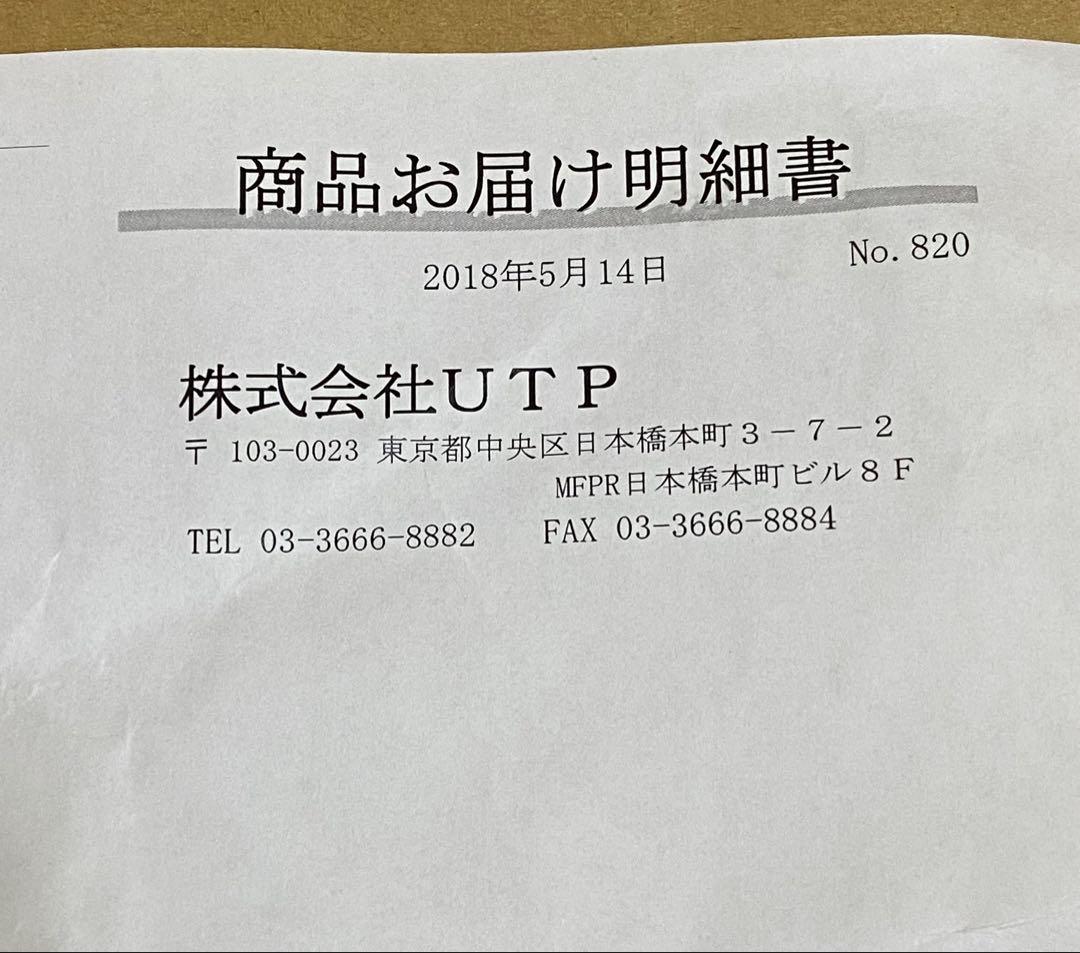 商品お届け明細書
2018年5月14日 No. 820
株式会社ＵＴＰ
〒 103-0023 東京都中央区日本橋本町３－７－２
MFPR日本橋本町ビル８Ｆ
TEL 03-3666-8882 FAX 03-3666-8884